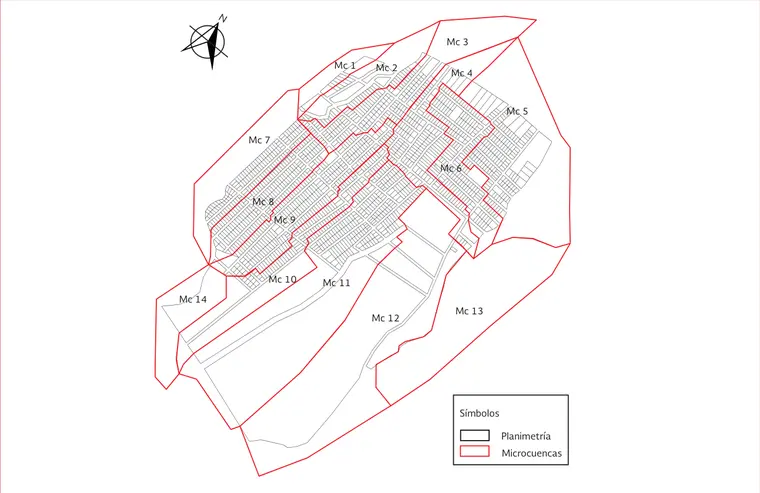 N
Mc 3
Mc 1
Mc 2
Mc 4
Mc 5
Mc 7
Mc 6
Mc 8
Mc 9
Mc 10
Mc 11
Mc 14
Mc 13
Mc 12
Símbolos
Planimetría
Microcuencas